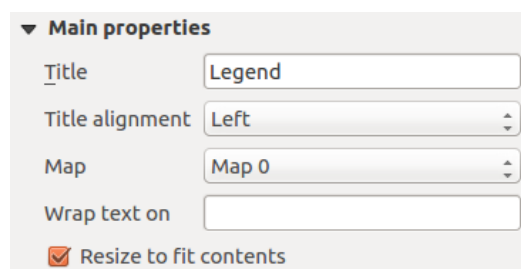 Main properties
Title Legend
Title alignment Left
Map Map 0
Wrap text on
Resize to fit contents